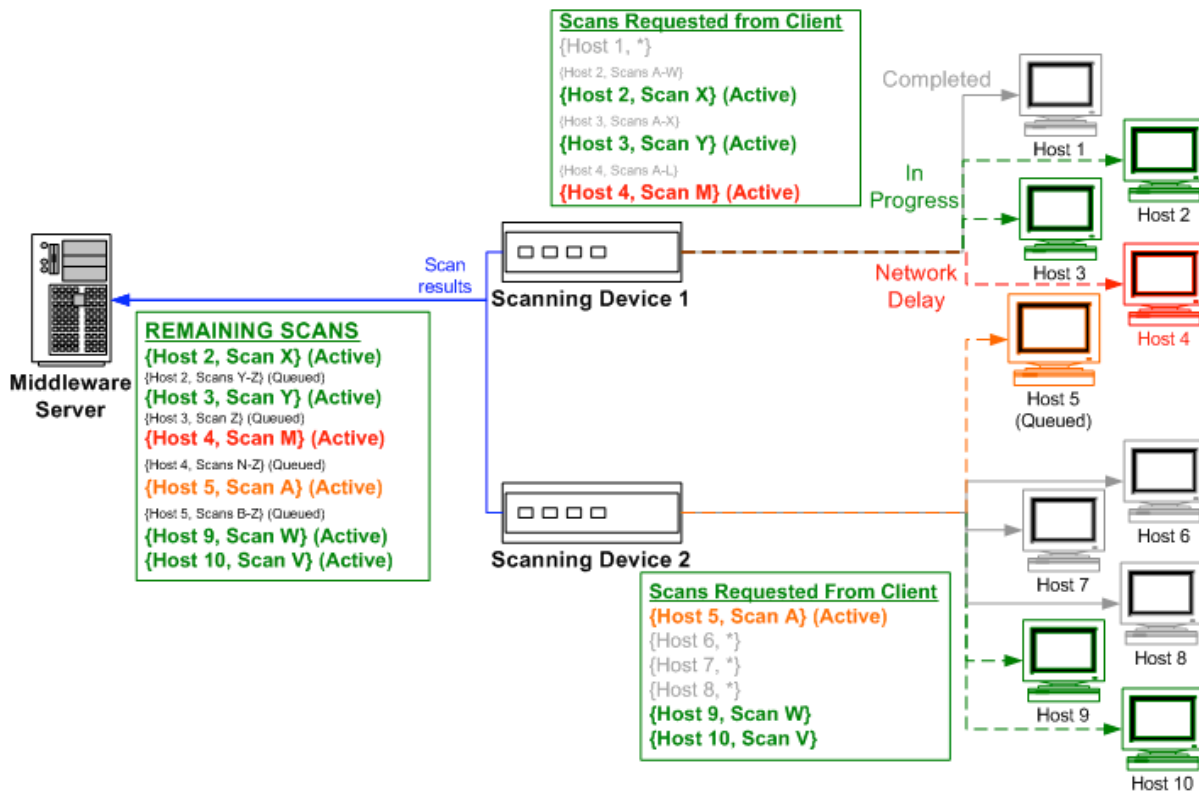 Scans Requested from Client
{Host 1, *}
{Host 2, Scans A-W}
{Host 2, Scan X} (Active)
{Host 3, Scans A-X}
{Host 3, Scan Y} (Active)
{Host 4, Scans A-L}
{Host 4, Scan M} (Active)
Completed
Host 1
In
Progress
Host 2
Host 3
Network
Delay
Host 4
Scan
results
Scanning Device 1
Host 5
(Queued)
Middleware
Server
REMAINING SCANS
{Host 2, Scan X} (Active)
{Host 2, Scans Y-Z} (Queued)
{Host 3, Scan Y} (Active)
{Host 3, Scan Z} (Queued)
{Host 4, Scan M} (Active)
{Host 4, Scans N-Z} (Queued)
{Host 5, Scan A} (Active)
{Host 5, Scans B-Z} (Queued)
{Host 9, Scan W} (Active)
{Host 10, Scan V} (Active)
Scanning Device 2
Host 6
Host 7
Host 8
Scans Requested From Client
{Host 5, Scan A} (Active)
{Host 6, *}
{Host 7, *}
{Host 8, *}
{Host 9, Scan W}
{Host 10, Scan V}
Host 9
Host 10